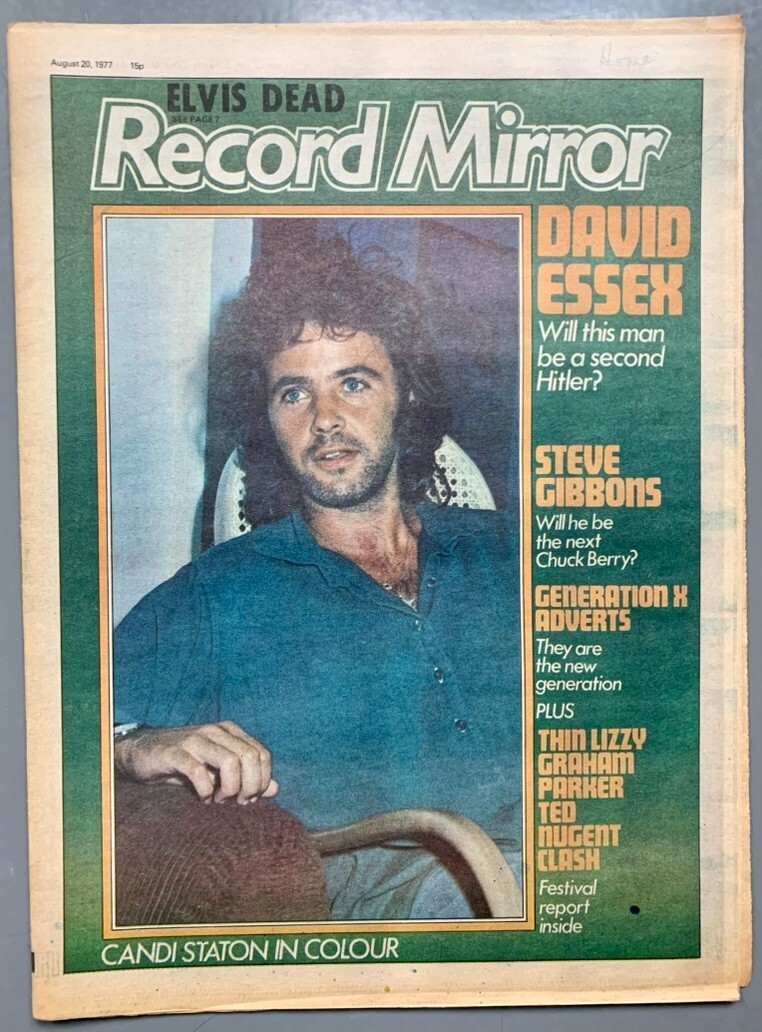 August 20, 1977 15p
Home
ELVIS DEAD
SEE PAGE 7
Record Mirror
DAVID
ESSEX
Will this man
be a second
Hitler?
STEVE
GIBBONS
Will he be
the next
Chuck Berry?
GENERATION X
ADVERTS
They are
the new
generation
PLUS
THIN LIZZY
GRAHAM
PARKER
TED
NUGENT
CLASH
Festival
report
inside
CANDI STATON IN COLOUR